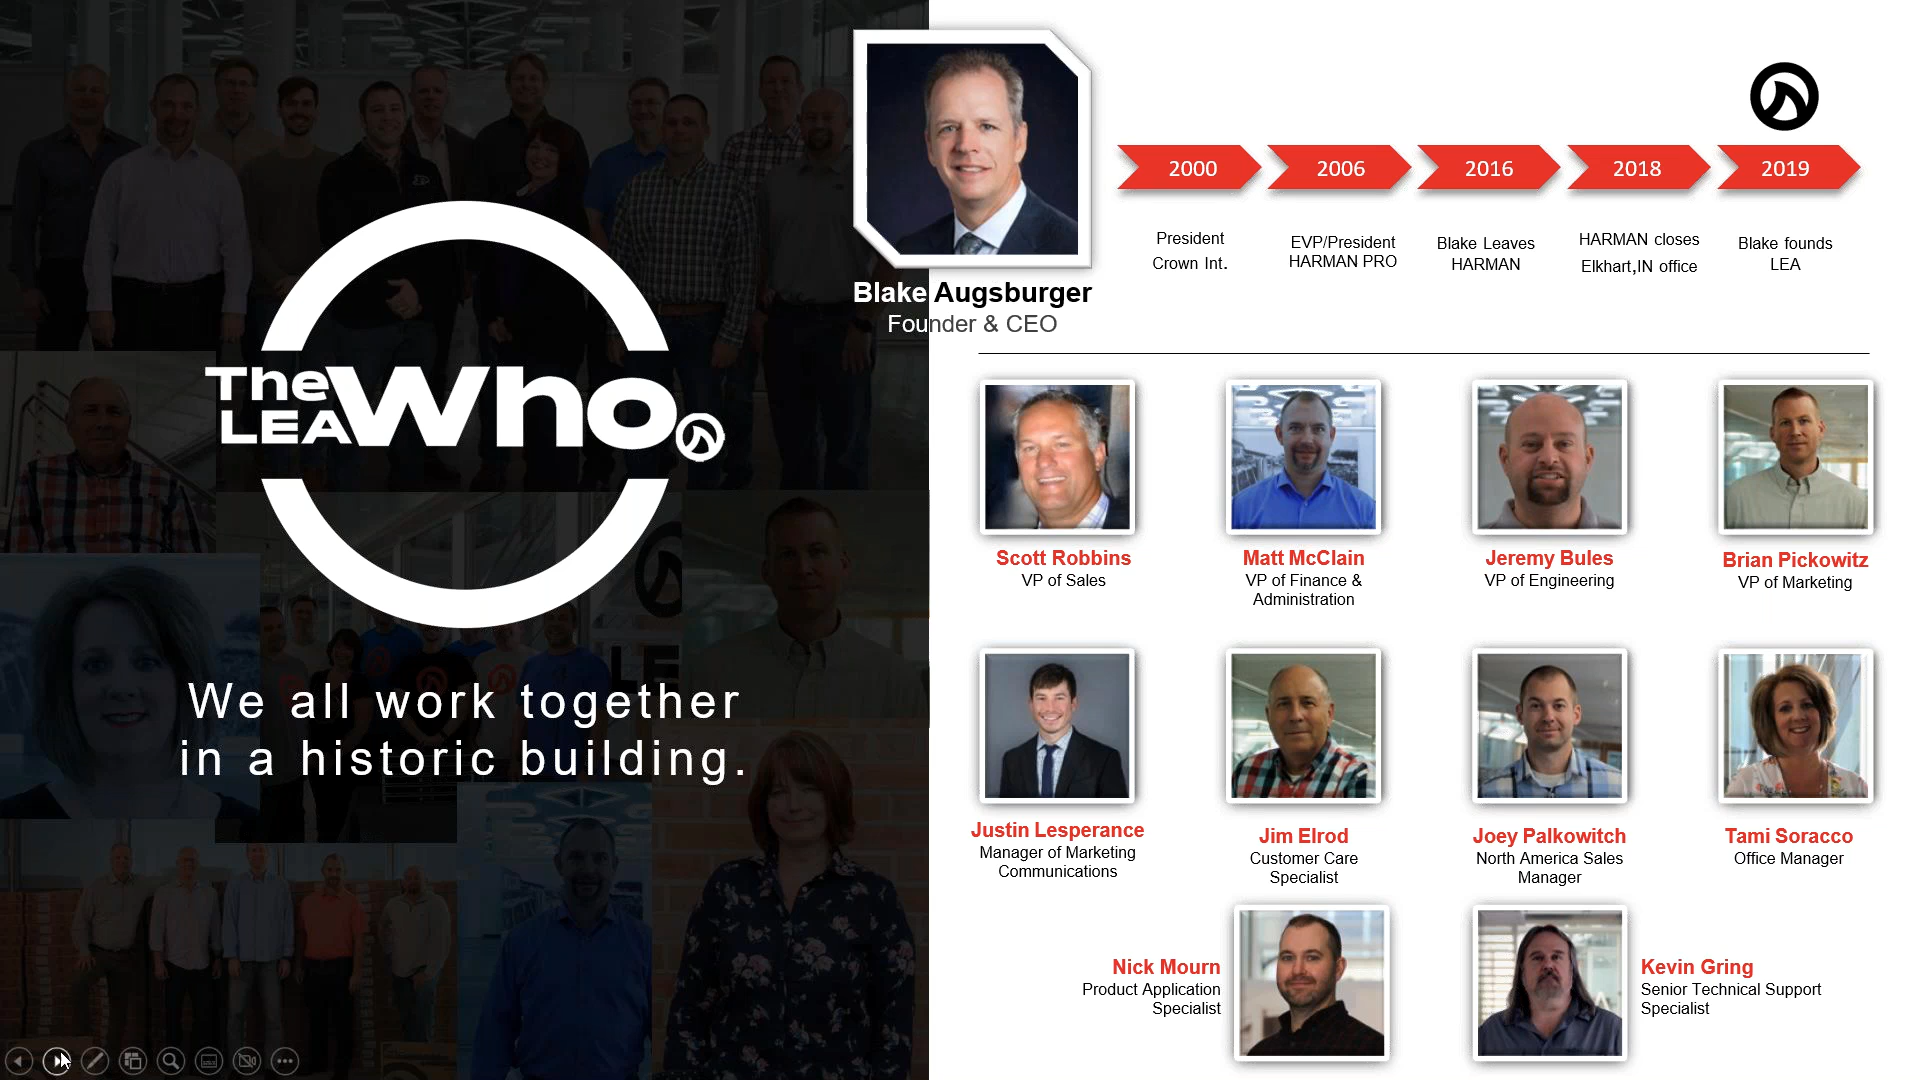 The
LEA Who
We all work together
in a historic building.
Blake Augsburger
Founder & CEO
2000
2006
2016
2018
2019
President
Crown Int.
EVP/President
HARMAN PRO
Blake Leaves
HARMAN
HARMAN closes
Elkhart,IN office
Blake founds
LEA
Scott Robbins
VP of Sales
Matt McClain
VP of Finance &
Administration
Jeremy Bules
VP of Engineering
Brian Pickowitz
VP of Marketing
Justin Lesperance
Manager of Marketing
Communications
Jim Elrod
Customer Care
Specialist
Joey Palkowitch
North America Sales
Manager
Tami Soracco
Office Manager
Nick Mourn
Product Application
Specialist
Kevin Gring
Senior Technical Support
Specialist